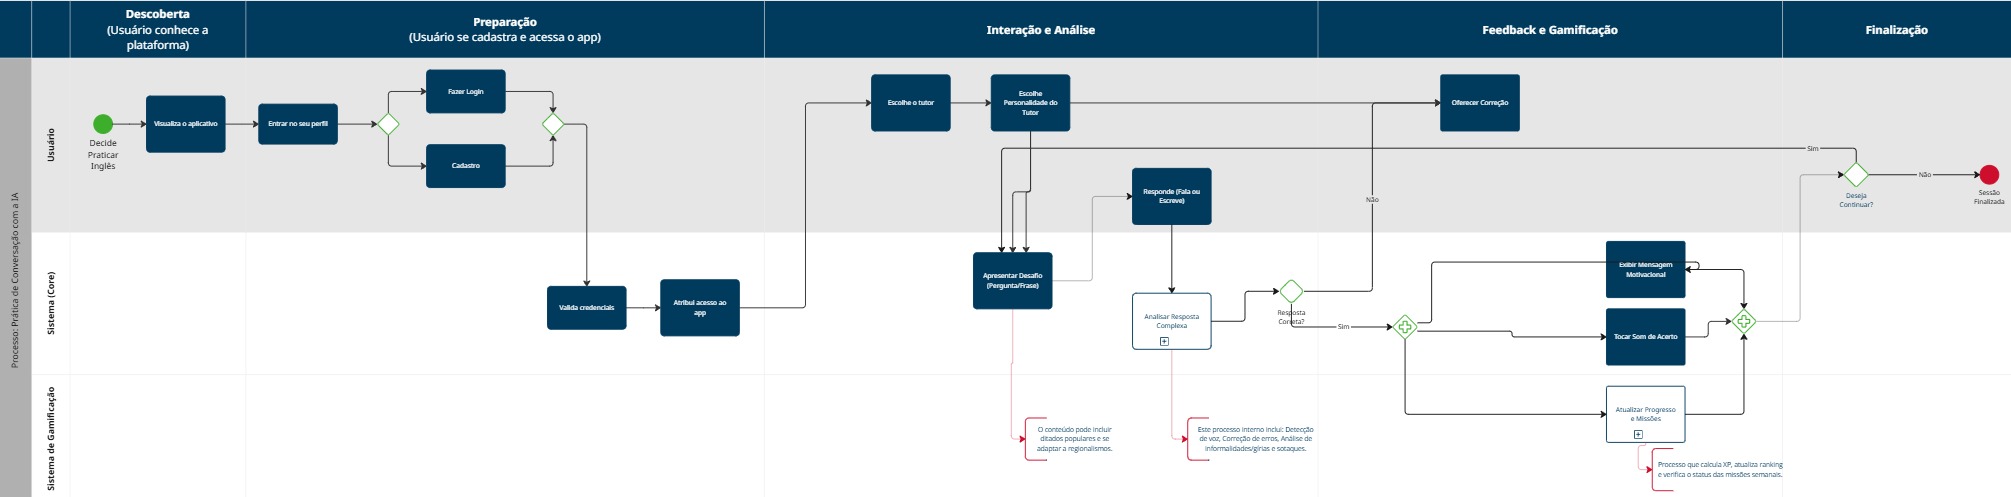 Descoberta
(Usuário conhece a
plataforma)
Preparação
(Usuário se cadastra e acessa o app)
Interação e Análise
Feedback e Gamificação
Finalização
Processo: Prática de Conversação com a IA
Usuário
Decide
Praticar
Inglês
Visualiza o aplicativo
Entrar no seu perfil
Fazer Login
Cadastro
Escolhe o tutor
Escolhe
Personalidade do
Tutor
Oferecer Correção
Responde (Fala ou
Escreve)
Não
Sim
Deseja
Continuar?
Não
Sessão
Finalizada
Sistema (Core)
Valida credenciais
Atribui acesso ao
app
Apresentar Desafio
(Pergunta/Frase)
Analisar Resposta
Complexa
Resposta
Correta?
Sim
Exibir Mensagem
Motivacional
Tocar Som de Acerto
Sistema de Gamificação
O conteúdo pode incluir
ditados populares e se
adaptar a regionalismos.
Este processo interno inclui: Detecção
de voz, Correção de erros, Análise de
informalidades/gírias e sotaques.
Atualizar Progresso
e Missões
Processo que calcula XP, atualiza ranking
e verifica o status das missões semanais.